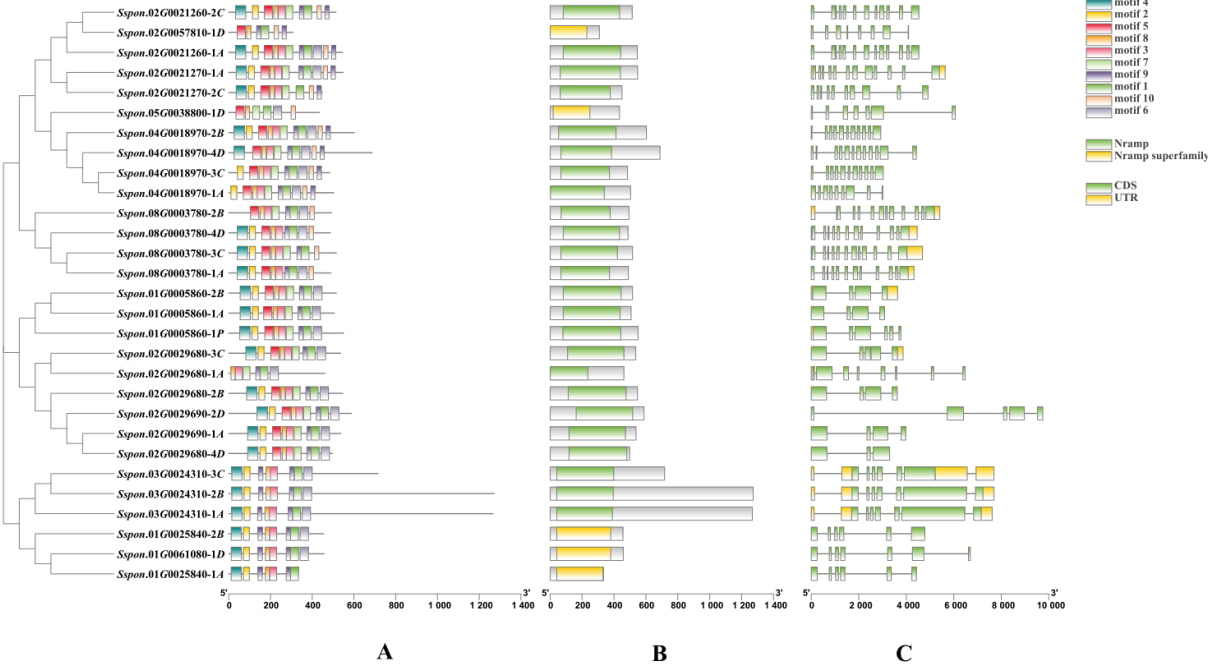 motif 4
Sspon.02G0021260-2C
motif 2
Sspon.02G0057810-1D
motif 5
motif 8
Sspon.02G0021260-1A
motif 3
motif 7
Sspon.02G0021270-1A
motif 9
Sspon.02G0021270-2C
motif 1
motif 10
Sspon.05G0038800-1D
motif 6
Sspon.04G0018970-2B
Nramp
Sspon.04G0018970-4D
Nramp superfamily
Sspon.04G0018970-3C
CDS
Sspon.04G0018970-1A
UTR
Sspon.08G0003780-2B
Sspon.08G0003780-4D
Sspon.08G0003780-3C
Sspon.08G0003780-1A
Sspon.01G0005860-2B
Sspon.01G0005860-1A
Sspon.01G0005860-1P
Sspon.02G0029680-3C
Sspon.02G0029680-1A
Sspon.02G0029680-2B
Sspon.02G0029690-2D
Sspon.02G0029690-1A
Sspon.02G0029680-4D
Sspon.03G0024310-3C
Sspon.03G0024310-2B
Sspon.03G0024310-1A
Sspon.01G0025840-2B
Sspon.01G0061080-1D
Sspon.01G0025840-1A
5' 3' 5' 3' 5' 3'
0 200 400 600 800 1 000 1 200 1 400 0 200 400 600 800 1 000 1 200 1 400 0 2 000 4 000 6 000 8 000 10 000
A B C